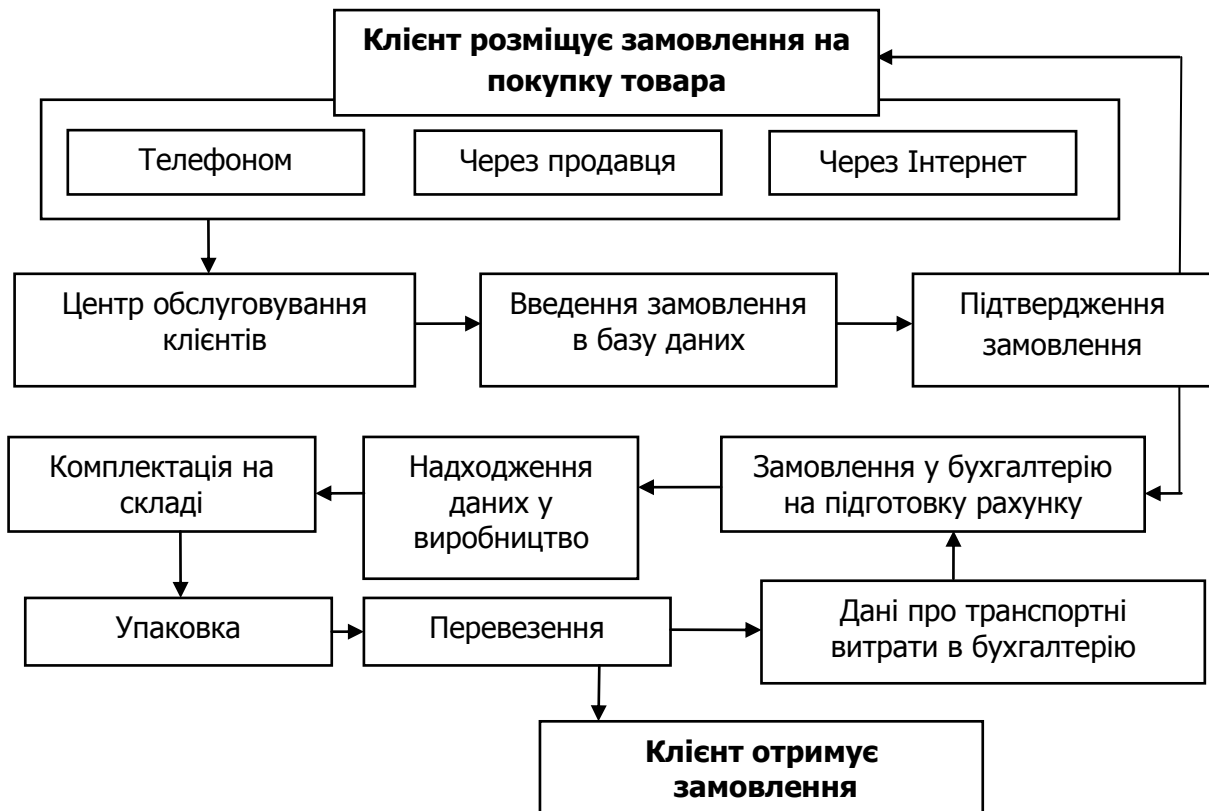 Клієнт розміщує замовлення на
покупку товара
Телефоном
Через продавця
Через Інтернет
Центр обслуговування
клієнтів
Введення замовлення
в базу даних
Підтвердження
замовлення
Комплектація на
складі
Надходження
даних у
виробництво
Замовлення у бухгалтерію
на підготовку рахунку
Упаковка
Перевезення
Дані про транспортні
витрати в бухгалтерію
Клієнт отримує
замовлення